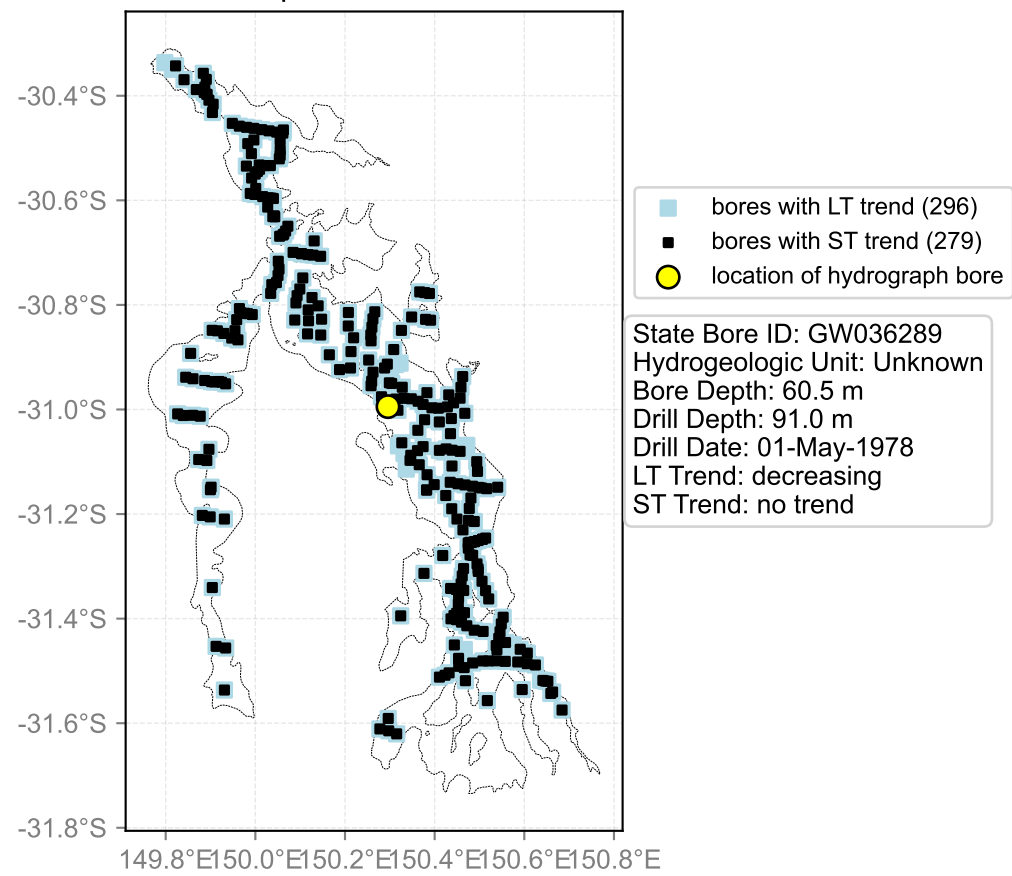 -30.4°S
-30.6°S
-30.8°S
-31.0°S
-31.2°S
-31.4°S
-31.6°S
-31.8°S
149.8°E150.0°E150.2°E150.4°E150.6°E150.8°E
bores with LT trend (296)
bores with ST trend (279)
location of hydrograph bore
State Bore ID: GW036289
Hydrogeologic Unit: Unknown
Bore Depth: 60.5 m
Drill Depth: 91.0 m
Drill Date: 01-May-1978
LT Trend: decreasing
ST Trend: no trend